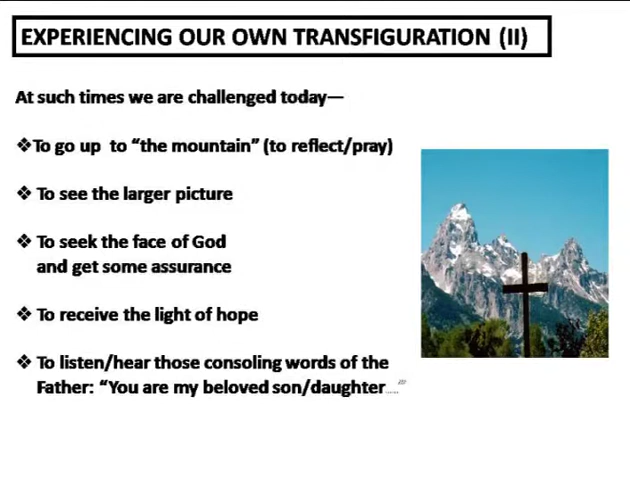 EXPERIENCING OUR OWN TRANSFIGURATION (II)
At such times we are challenged today—
❖To go up to “the mountain” (to reflect/pray)
❖ To see the larger picture
❖ To seek the face of God
and get some assurance
❖ To receive the light of hope
❖ To listen/hear those consoling words of the
Father: “You are my beloved son/daughter.....”